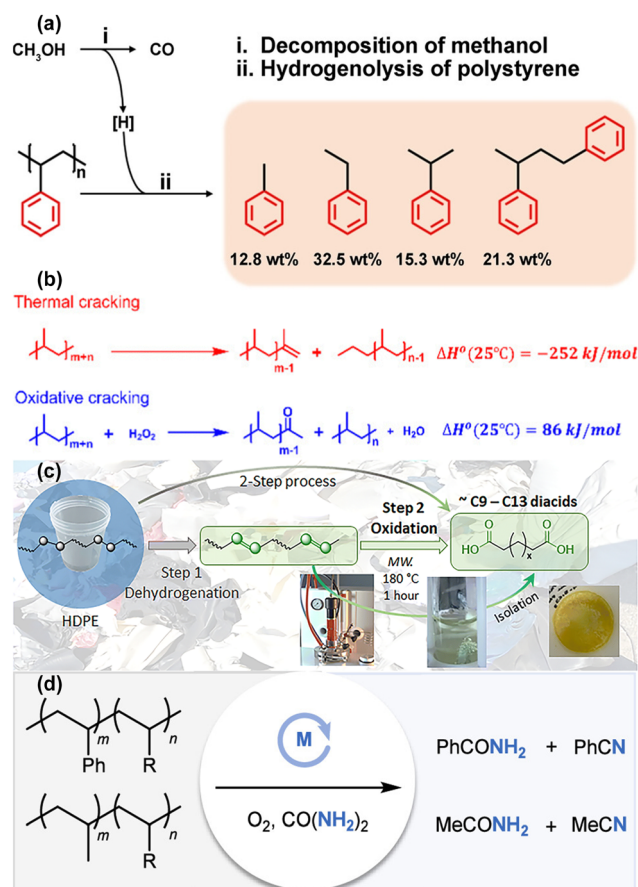 (a)
CH3OH
i
CO
i. Decomposition of methanol
ii. Hydrogenolysis of polystyrene
[H]
n
ii
12.8 wt%
32.5 wt%
15.3 wt%
21.3 wt%
(b)
Thermal cracking
m+n
m-1
+
n-1
ΔH°(25℃) = −252 kJ/mol
Oxidative cracking
m+n
+
H2O2
O
m-1
+
n
+ H2O
ΔH°(25℃) = 86 kJ/mol
(c)
2-Step process
Step 2
Oxidation
~ C9 – C13 diacids
O
O
HO
OH
x
Step 1
Dehydrogenation
MW.
180 °C
1 hour
Isolation
HDPE
(d)
m
n
Ph
R
M
O2, CO(NH2)2
PhCONH2 + PhCN
m
n
R
MeCONH2 + MeCN